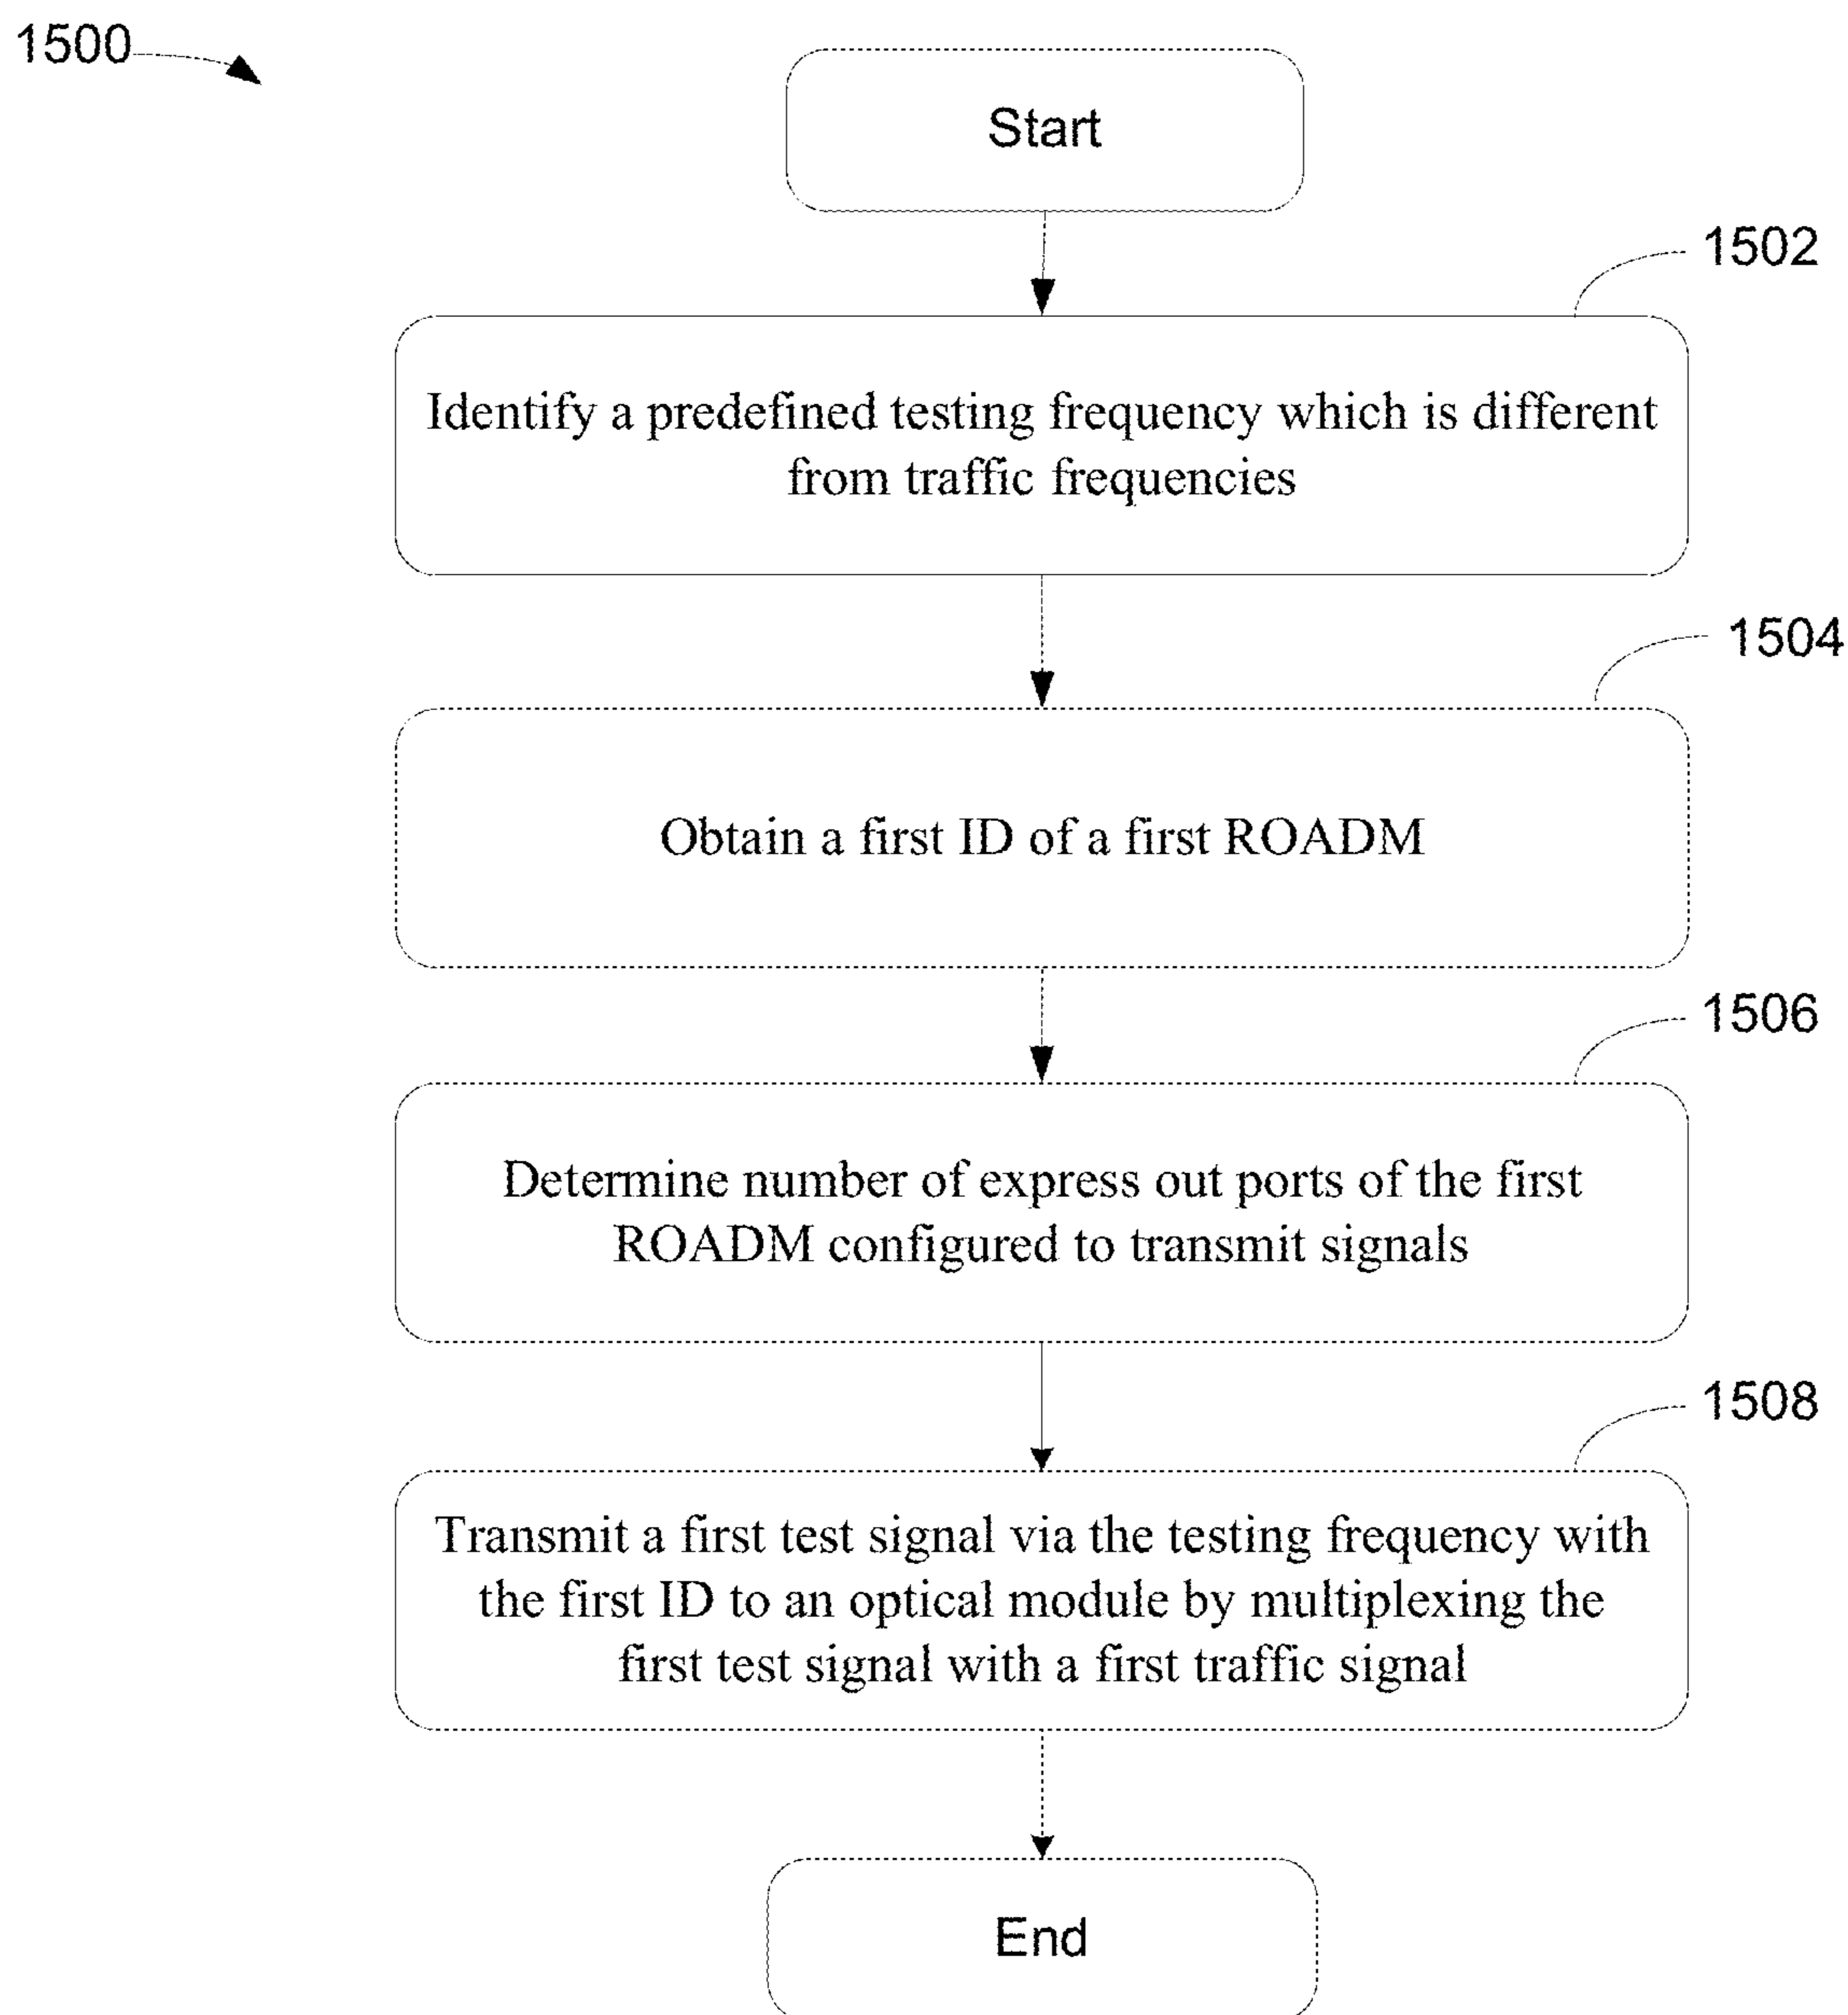 1500
Start
1502
Identify a predefined testing frequency which is different
from traffic frequencies
1504
Obtain a first ID of a first ROADM
1506
Determine number of express out ports of the first
ROADM configured to transmit signals
1508
Transmit a first test signal via the testing frequency with
the first ID to an optical module by multiplexing the
first test signal with a first traffic signal
End